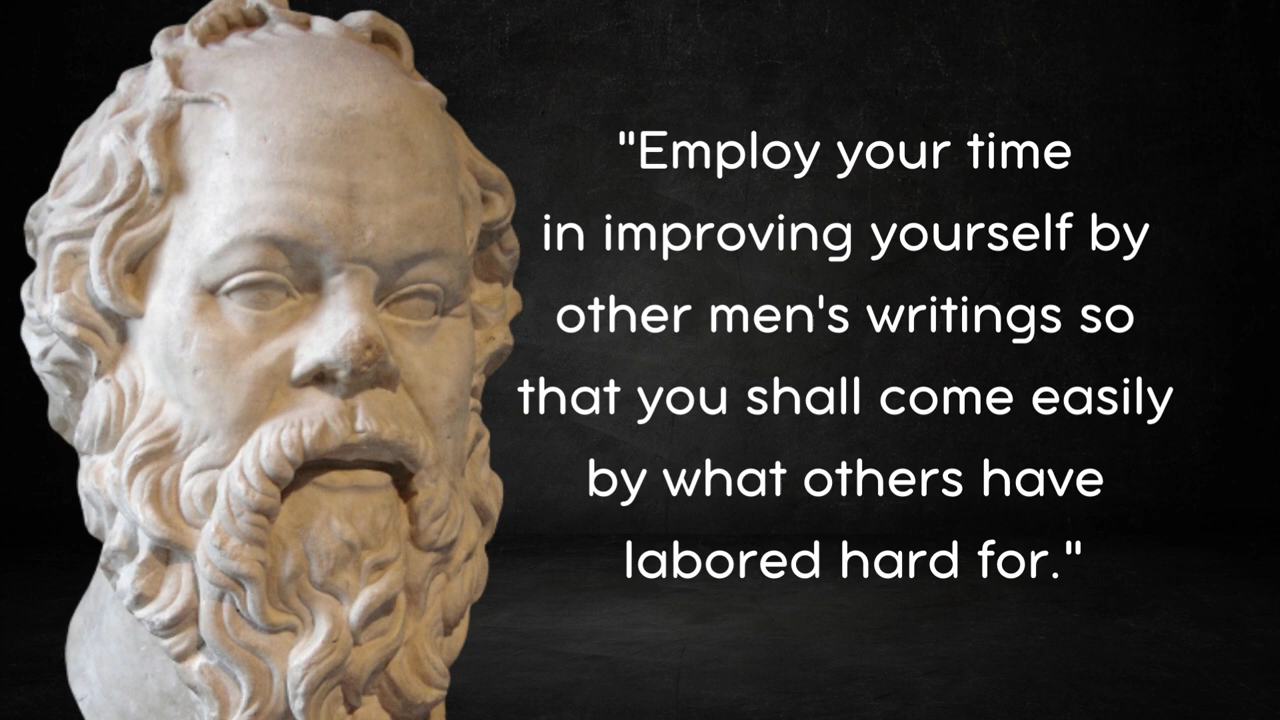 "Employ your time
in improving yourself by
other men's writings so
that you shall come easily
by what others have
labored hard for."